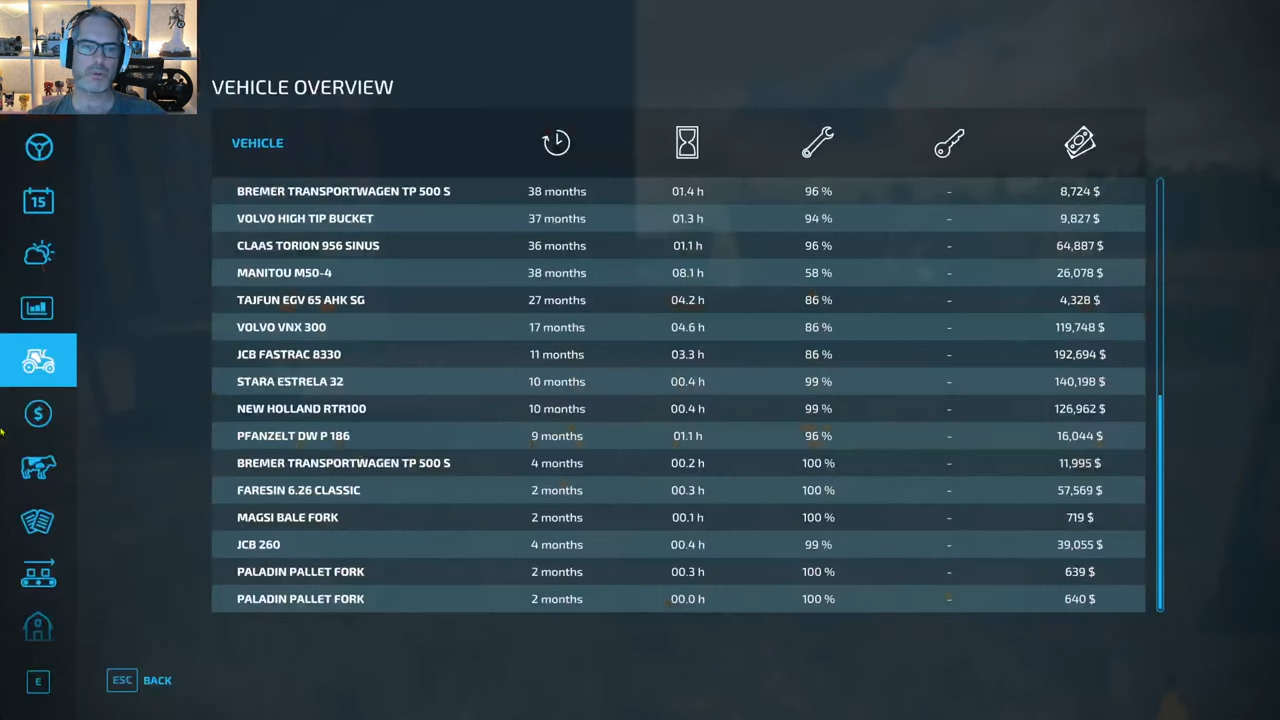 VEHICLE OVERVIEW
VEHICLE
BREMER TRANSPORTWAGEN TP 500 S 38 months 01.4 h 96 % - 8,724 $
VOLVO HIGH TIP BUCKET 37 months 01.3 h 94 % - 9,827 $
CLAAS TORION 956 SINUS 36 months 01.1 h 96 % - 64,887 $
MANITOU M50-4 38 months 08.1 h 58 % - 26,078 $
TAJFUN EGV 65 AHK SG 27 months 04.2 h 86 % - 4,328 $
VOLVO VNX 300 17 months 04.6 h 86 % - 119,748 $
JCB FASTRAC 8330 11 months 03.3 h 86 % - 192,694 $
STARA ESTRELA 32 10 months 00.4 h 99 % - 140,198 $
NEW HOLLAND RTR100 10 months 00.4 h 99 % - 126,962 $
PFANZELT DW P 186 9 months 01.1 h 96 % - 16,044 $
BREMER TRANSPORTWAGEN TP 500 S 4 months 00.2 h 100 % - 11,995 $
FARESIN 6.26 CLASSIC 2 months 00.3 h 100 % - 57,569 $
MAGSI BALE FORK 2 months 00.1 h 100 % - 719 $
JCB 260 4 months 00.4 h 99 % - 39,055 $
PALADIN PALLET FORK 2 months 00.3 h 100 % - 639 $
PALADIN PALLET FORK 2 months 00.0 h 100 % - 640 $
15
$
E
ESC BACK